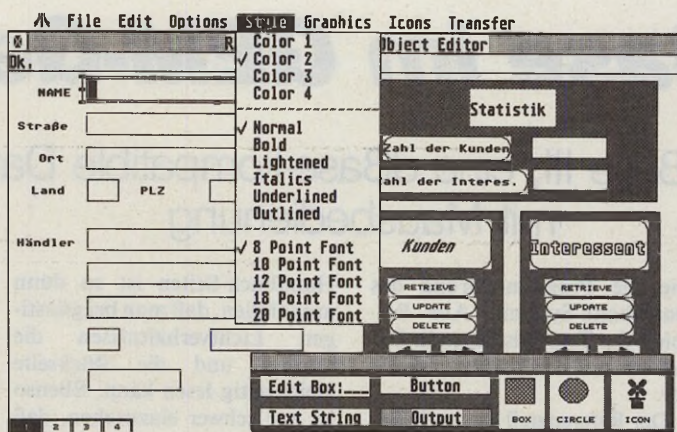 File Edit Options Style Graphics Icons Transfer
R
Object Editor
Ok.
Color 1
✓ Color 2
Color 3
Color 4
✓ Normal
Bold
Lightened
Italics
Underlined
Outlined
✓ 8 Point Font
10 Point Font
12 Point Font
18 Point Font
20 Point Font
NAME
Straße
Ort
Land PLZ
Händler
Statistik
Zahl der Kunden
Zahl der Interes.
Kunden
Interessent
RETRIEVE
UPDATE
DELETE
RETRIEVE
UPDATE
DELETE
Edit Box:___
Button
Text String
Output
BOX CIRCLE ICON
1 2 3 4